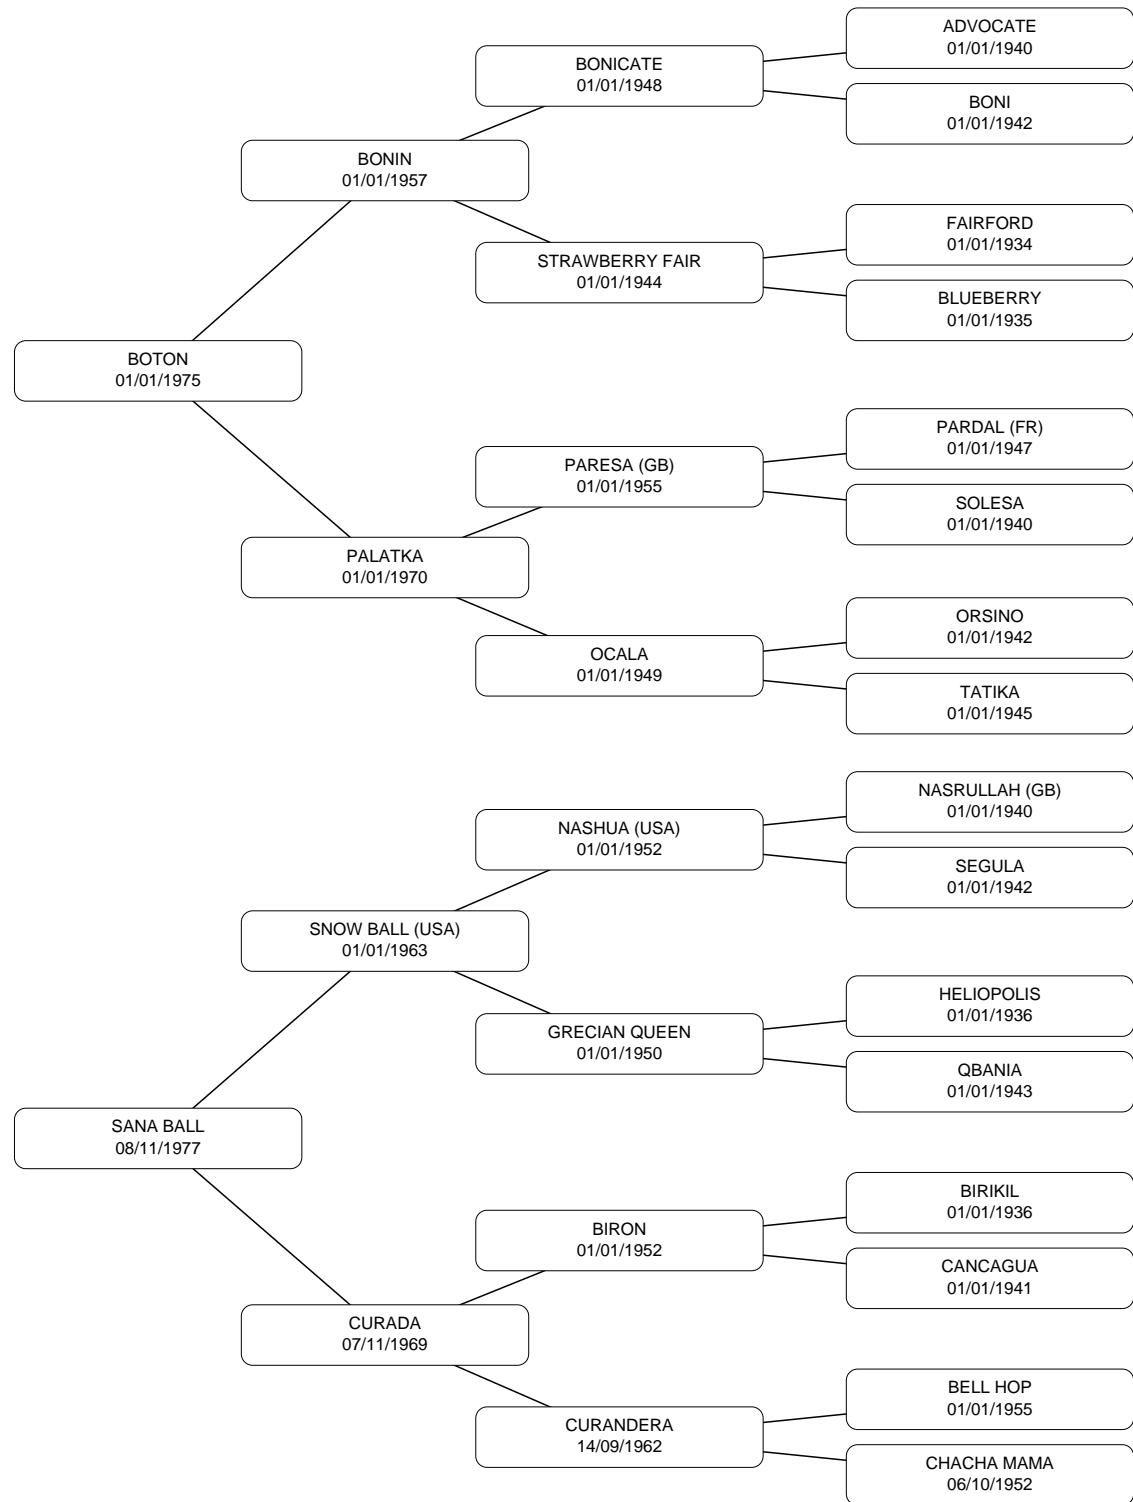 ADVOCATE
01/01/1940
BONICATE
01/01/1948
BONI
01/01/1942
BONIN
01/01/1957
FAIRFORD
01/01/1934
STRAWBERRY FAIR
01/01/1944
BLUEBERRY
01/01/1935
BOTON
01/01/1975
PARDAL (FR)
01/01/1947
PARESA (GB)
01/01/1955
SOLESA
01/01/1940
PALATKA
01/01/1970
ORSINO
01/01/1942
OCALA
01/01/1949
TATIKA
01/01/1945
NASRULLAH (GB)
01/01/1940
NASHUA (USA)
01/01/1952
SEGULA
01/01/1942
SNOW BALL (USA)
01/01/1963
HELIOPOLIS
01/01/1936
GRECIAN QUEEN
01/01/1950
QBANIA
01/01/1943
SANA BALL
08/11/1977
BIRIKIL
01/01/1936
BIRON
01/01/1952
CANCAGUA
01/01/1941
CURADA
07/11/1969
BELL HOP
01/01/1955
CURANDERA
14/09/1962
CHACHA MAMA
06/10/1952